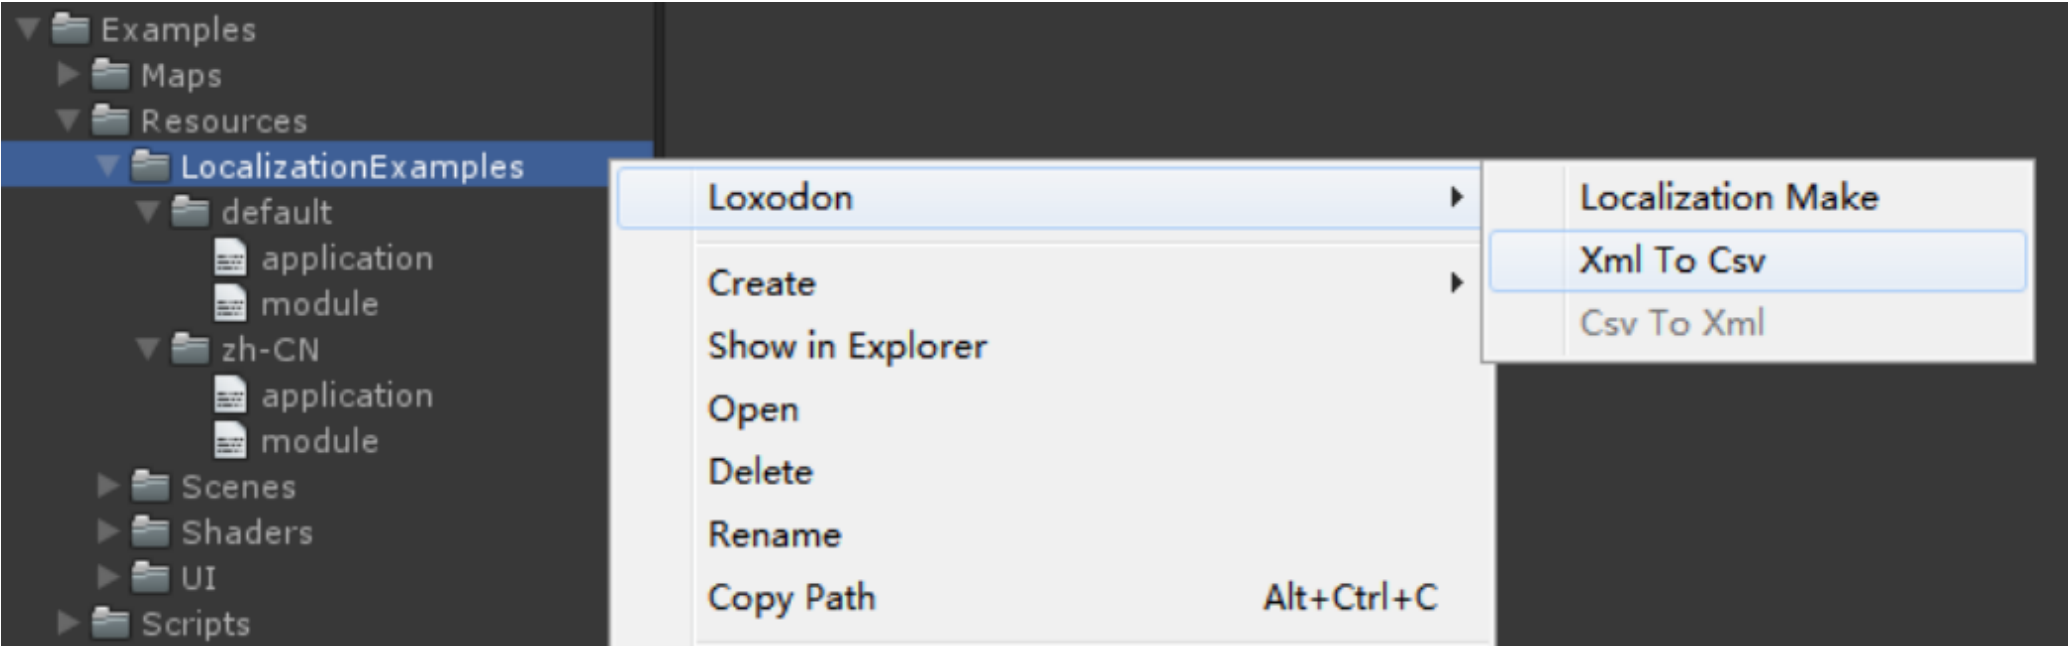 Examples
Maps
Resources
LocalizationExamples
default
application
module
zh-CN
application
module
Scenes
Shaders
UI
Scripts
Loxodon
Create
Show in Explorer
Open
Delete
Rename
Copy Path Alt+Ctrl+C
Localization Make
Xml To Csv
Csv To Xml